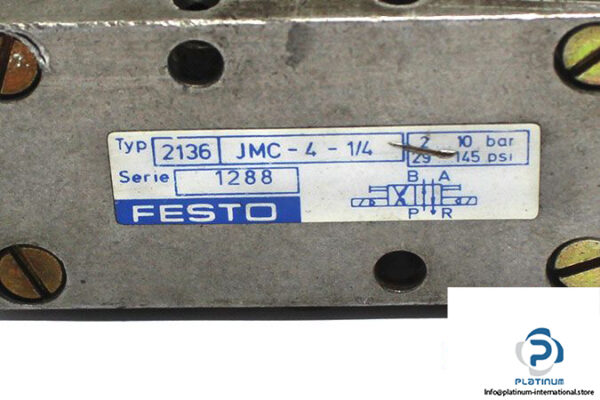 Typ 2136 JMC - 4 - 1/4 2 10 bar
29 145 psi
Serie 1288
B A
FESTO
P R
P
PLATINUM
Info@platinum-international.store